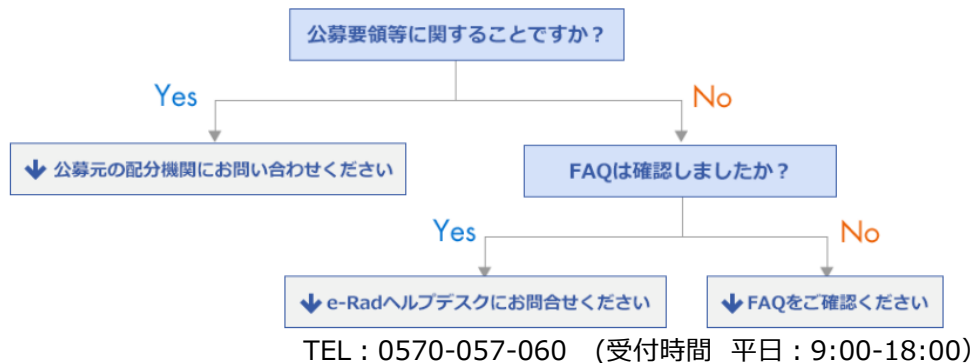 公募要領等に関することですか？
Yes
No
公募元の配分機関にお問い合わせください
FAQは確認しましたか？
Yes
No
e-Radヘルプデスクにお問合せください
FAQをご確認ください
TEL：0570-057-060 （受付時間 平日：9:00-18:00）